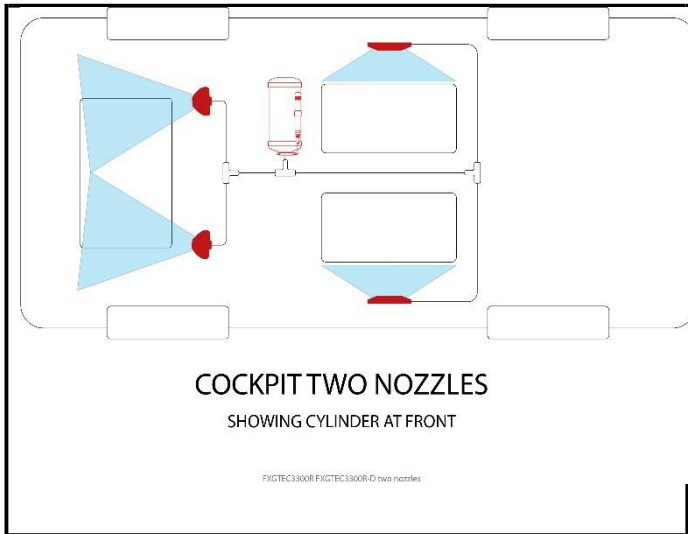 COCKPIT TWO NOZZLES
SHOWING CYLINDER AT FRONT
FXGTEC3300R FXGTEC3300R-D two nozzles